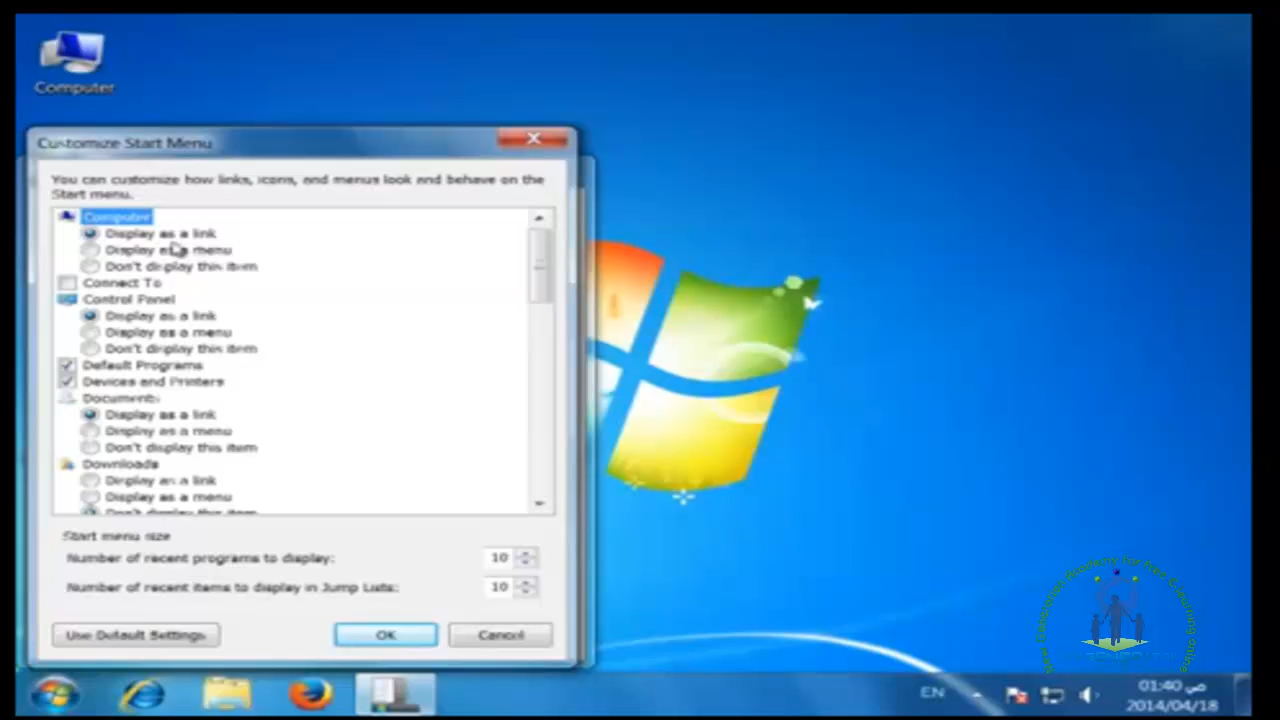 Computer
Customize Start Menu
You can customize how links, icons, and menus look and behave on the
Start menu.
Computer
Display as a link
Display as a menu
Don't display this item
Connect To
Control Panel
Display as a link
Display as a menu
Don't display this item
Default Programs
Devices and Printers
Documents
Display as a link
Display as a menu
Don't display this item
Downloads
Display as a link
Display as a menu
Don't display this item
Start menu size
Number of recent programs to display:
10
Number of recent items to display in Jump Lists:
10
Use Default Settings
OK
Cancel
EN
01:40 ص
2014/04/18